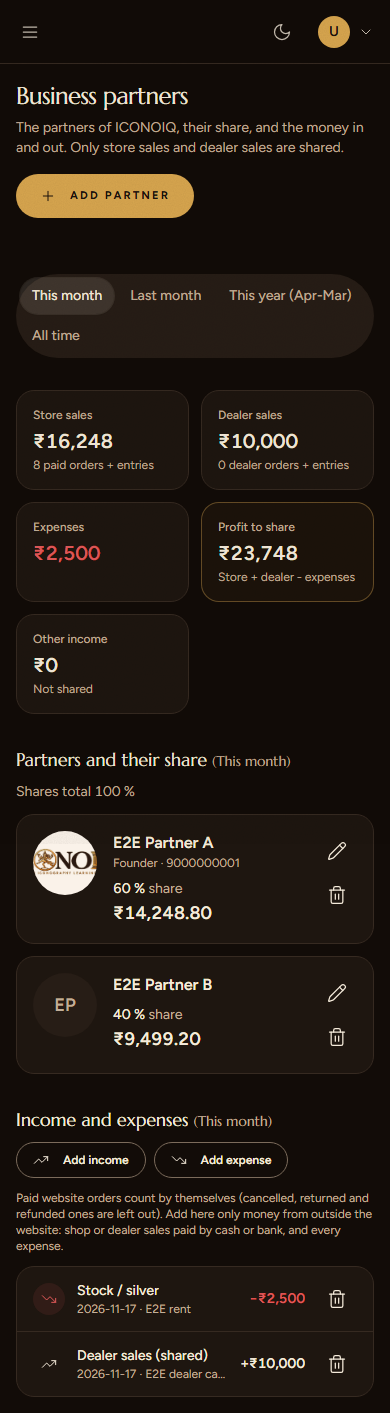 U
Business partners
The partners of ICONOIQ, their share, and the money in
and out. Only store sales and dealer sales are shared.
+ ADD PARTNER
This month Last month This year (Apr-Mar)
All time
Store sales
₹16,248
8 paid orders + entries
Dealer sales
₹10,000
0 dealer orders + entries
Expenses
₹2,500
Profit to share
₹23,748
Store + dealer - expenses
Other income
₹0
Not shared
Partners and their share (This month)
Shares total 100 %
E2E Partner A
Founder · 9000000001
60 % share
₹14,248.80
E2E Partner B
EP
40 % share
₹9,499.20
Income and expenses (This month)
Add income Add expense
Paid website orders count by themselves (cancelled, returned and
refunded ones are left out). Add here only money from outside the
website: shop or dealer sales paid by cash or bank, and every
expense.
Stock / silver
2026-11-17 · E2E rent
−₹2,500
Dealer sales (shared)
2026-11-17 · E2E dealer ca...
+₹10,000